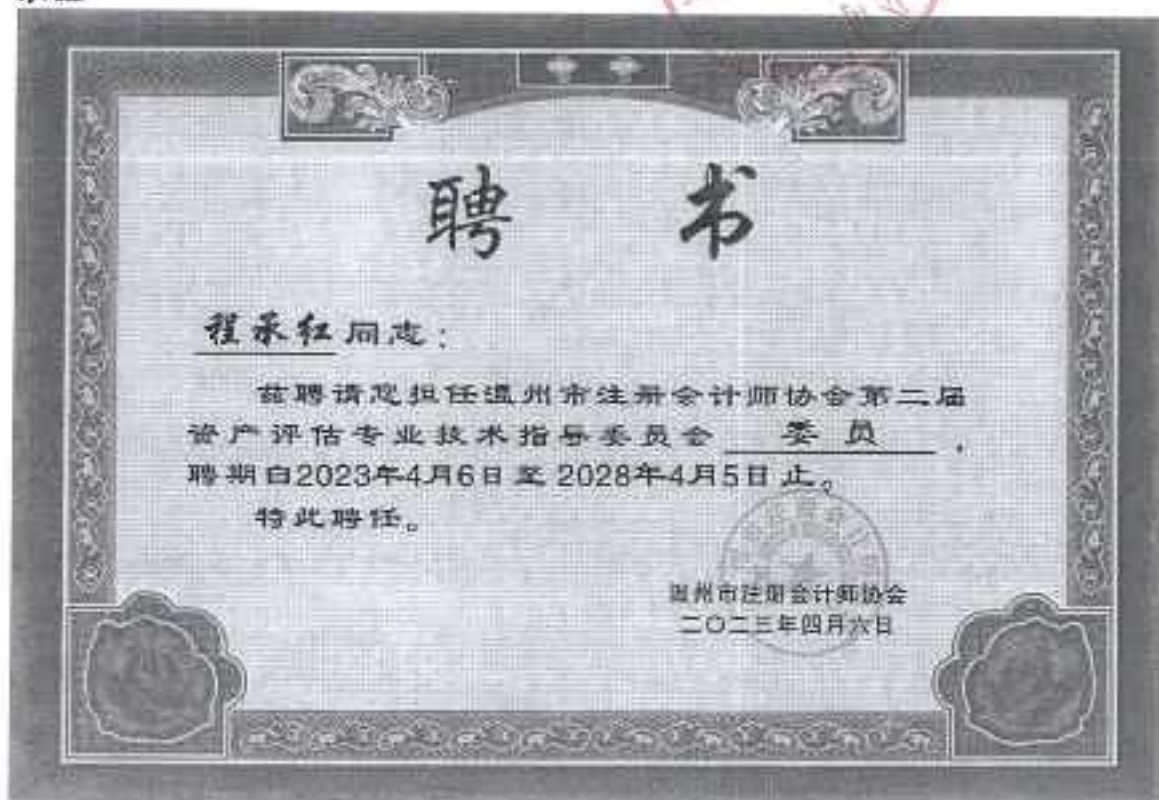 聘 书
程承红同志：
兹聘请您担任温州市注册会计师协会第二届
资产评估专业技术指导委员会 委员 ，
聘期自2023年4月6日至2028年4月5日止。
特此聘任。
温州市注册会计师协会
二〇二三年四月六日